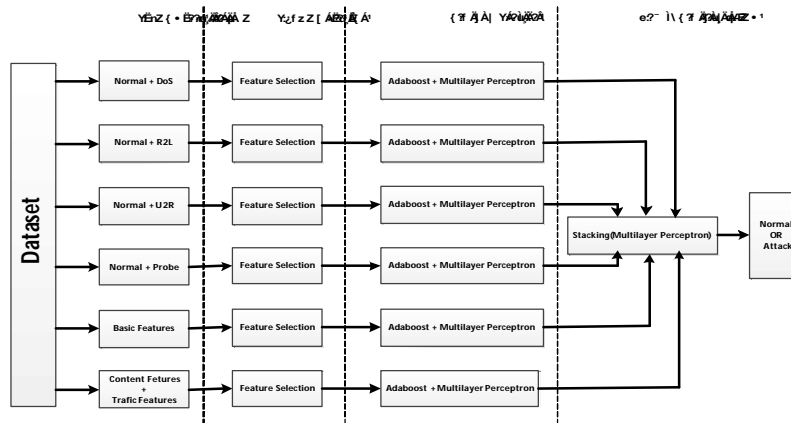 Dataset
Normal + DoS
Feature Selection
Adaboost + Multilayer Perceptron
Normal + R2L
Feature Selection
Adaboost + Multilayer Perceptron
Normal + U2R
Feature Selection
Adaboost + Multilayer Perceptron
Normal + Probe
Feature Selection
Adaboost + Multilayer Perceptron
Basic Features
Feature Selection
Adaboost + Multilayer Perceptron
Content Fetures
+
Trafic Features
Feature Selection
Adaboost + Multilayer Perceptron
Stacking(Multilayer Perceptron)
Normal
OR
Attack